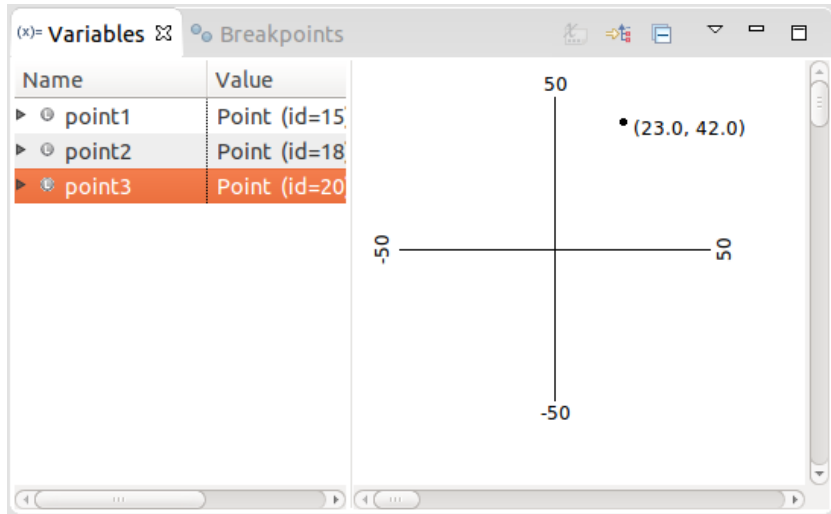 (x)= Variables Breakpoints
Name Value
point1 Point (id=15)
point2 Point (id=18)
point3 Point (id=20)
50
(23.0, 42.0)
-50
50
-50